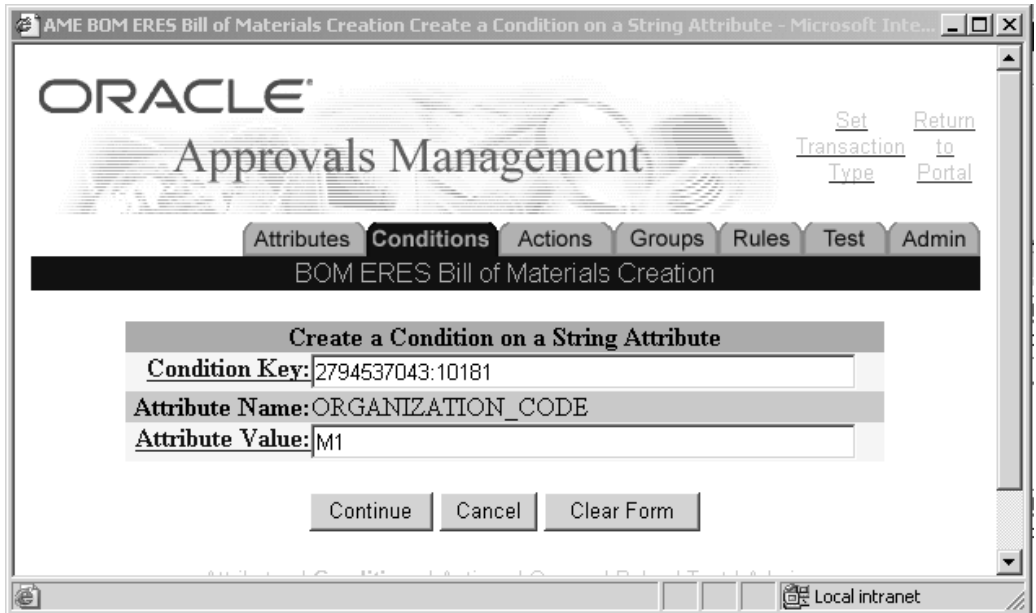 AME BOM ERES Bill of Materials Creation Create a Condition on a String Attribute - Microsoft Inte...
ORACLE
Approvals Management
Set Transaction Type
Return to Portal
Attributes Conditions Actions Groups Rules Test Admin
BOM ERES Bill of Materials Creation
Create a Condition on a String Attribute
Condition Key: 2794537043:10181
Attribute Name: ORGANIZATION_CODE
Attribute Value: M1
Continue Cancel Clear Form
Local intranet